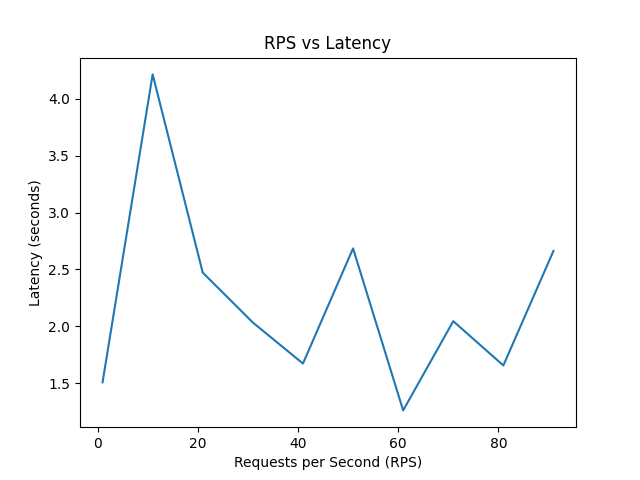 RPS vs Latency
4.0
3.5
3.0
2.5
2.0
1.5
Latency (seconds)
0 20 40 60 80
Requests per Second (RPS)